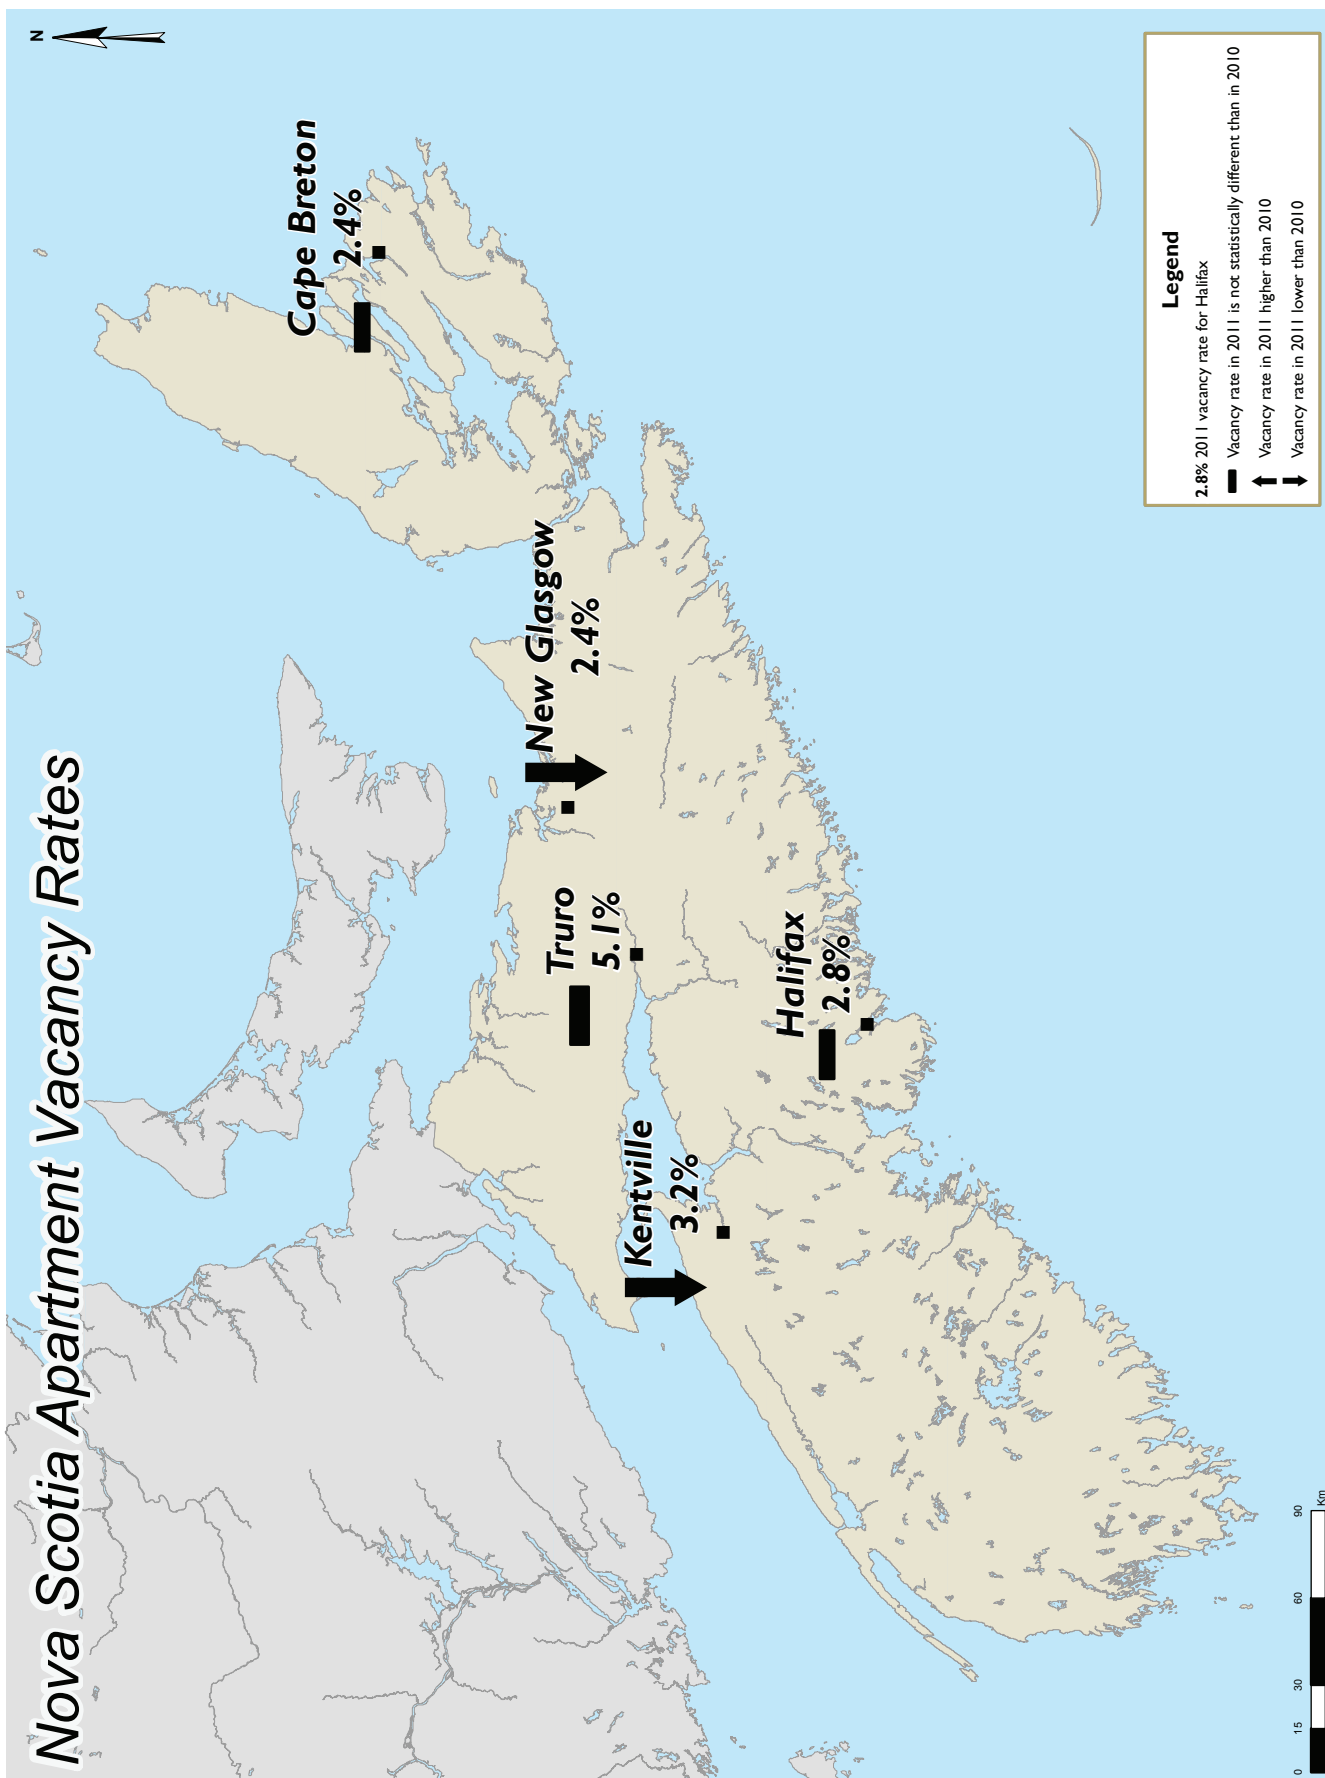 Nova Scotia Apartment Vacancy Rates
N
Cape Breton
2.4%
New Glasgow
2.4%
Truro
5.1%
Kentville
3.2%
Halifax
2.8%
Legend
2.8% 2011 vacancy rate for Halifax
Vacancy rate in 2011 is not statistically different than in 2010
Vacancy rate in 2011 higher than 2010
Vacancy rate in 2011 lower than 2010
0 15 30 60 90
Km